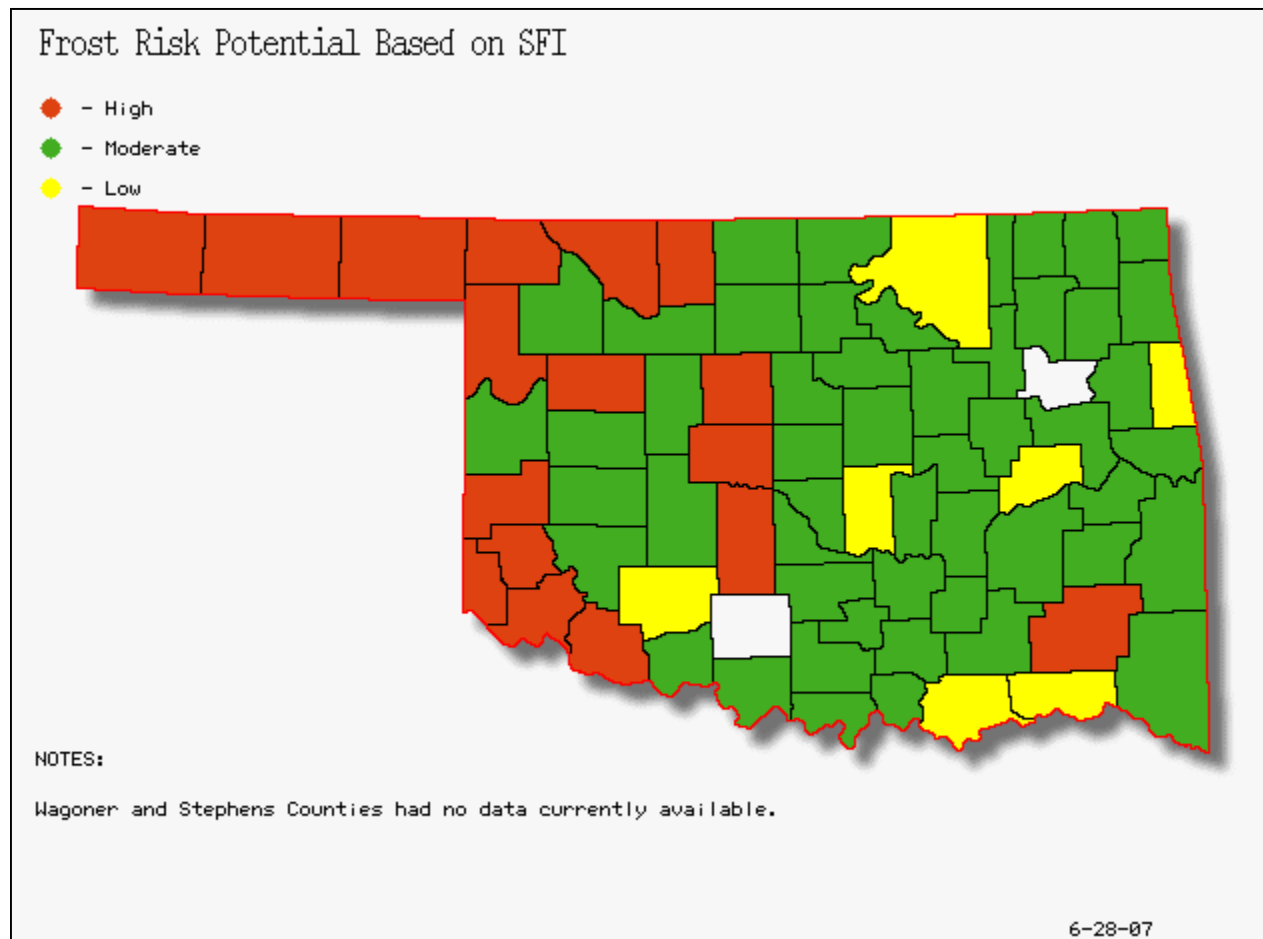 Frost Risk Potential Based on SFI
- High
- Moderate
- Low
NOTES:
Wagoner and Stephens Counties had no data currently available.
6-28-07